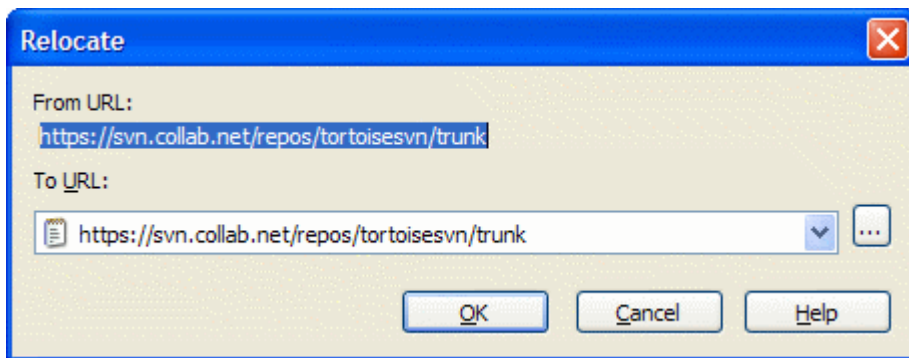 Relocate
From URL:
https://svn.collab.net/repos/tortoisesvn/trunk
To URL:
https://svn.collab.net/repos/tortoisesvn/trunk
...
OK Cancel Help